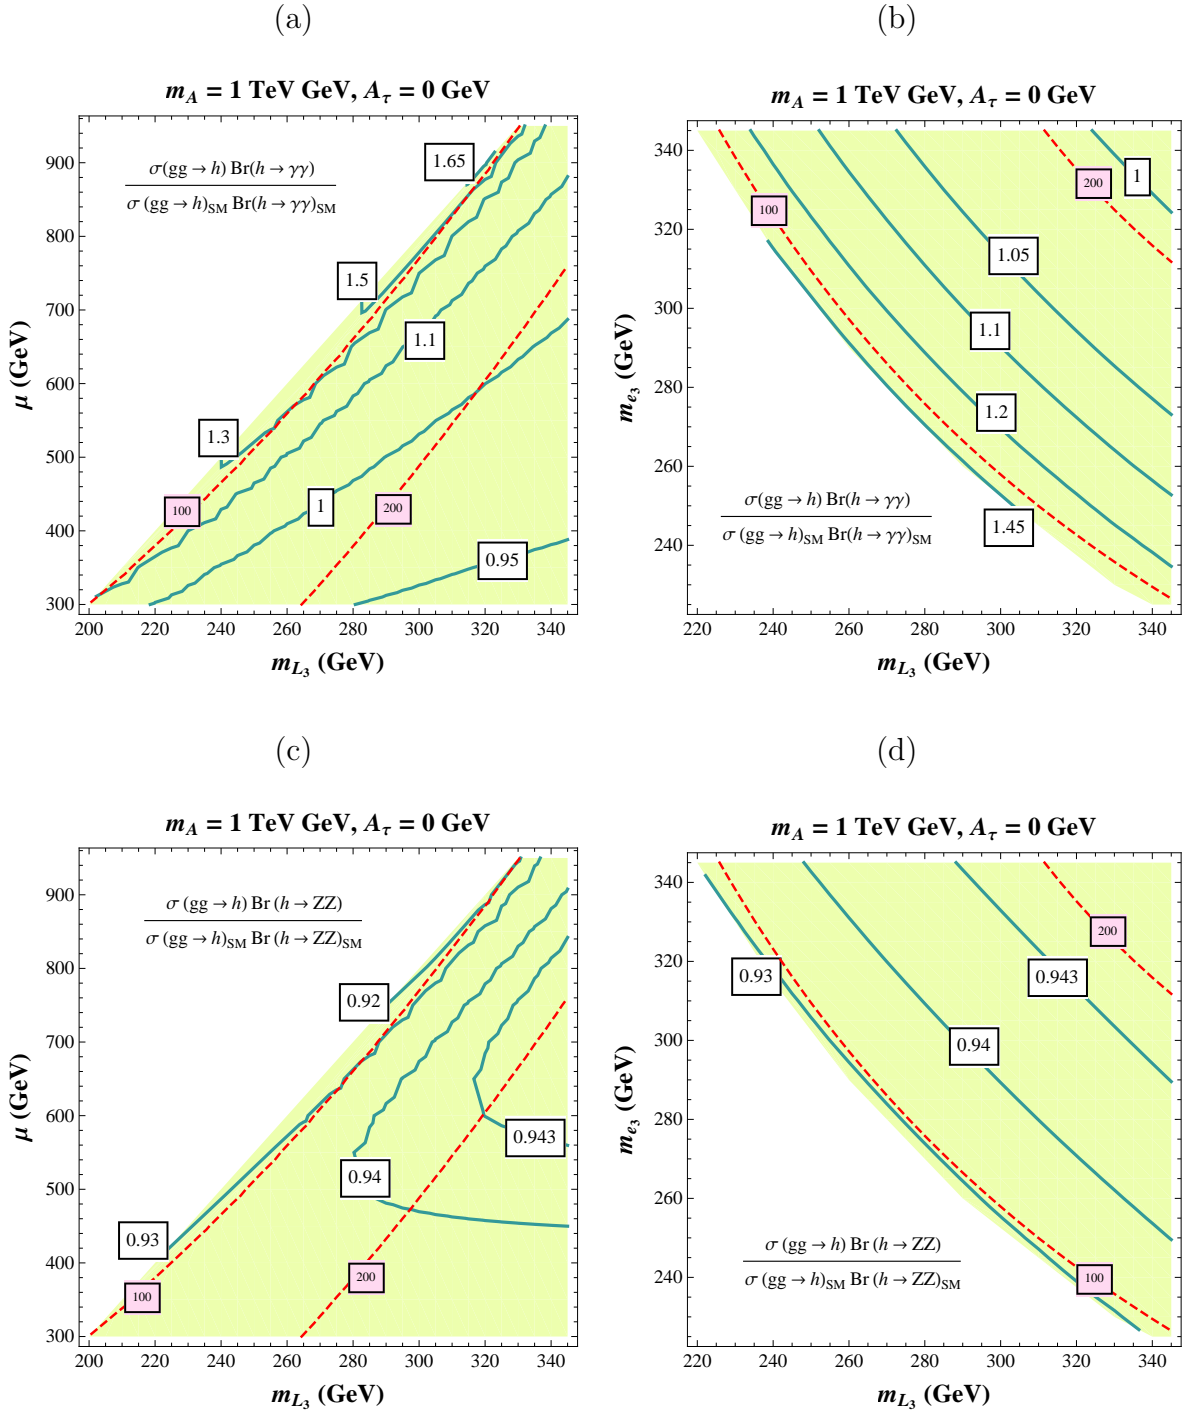 (a)
m_A = 1 TeV GeV, A_τ = 0 GeV
σ(gg → h) Br(h → γγ)
σ (gg → h)_SM Br(h → γγ)_SM
1.65
1.5
1.1
1.3
100
1
200
0.95
900
800
700
600
500
400
300
μ (GeV)
200 220 240 260 280 300 320 340
m_L₃ (GeV)
(b)
m_A = 1 TeV GeV, A_τ = 0 GeV
200
1
100
1.05
1.1
1.2
1.45
σ(gg → h) Br(h → γγ)
σ (gg → h)_SM Br(h → γγ)_SM
340
320
300
280
260
240
m_e₃ (GeV)
220 240 260 280 300 320 340
m_L₃ (GeV)
(c)
m_A = 1 TeV GeV, A_τ = 0 GeV
σ (gg → h) Br (h → ZZ)
σ (gg → h)_SM Br (h → ZZ)_SM
0.92
0.943
0.94
0.93
200
100
900
800
700
600
500
400
300
μ (GeV)
200 220 240 260 280 300 320 340
m_L₃ (GeV)
(d)
m_A = 1 TeV GeV, A_τ = 0 GeV
200
0.93
0.943
0.94
100
σ (gg → h) Br (h → ZZ)
σ (gg → h)_SM Br (h → ZZ)_SM
340
320
300
280
260
240
m_e₃ (GeV)
220 240 260 280 300 320 340
m_L₃ (GeV)